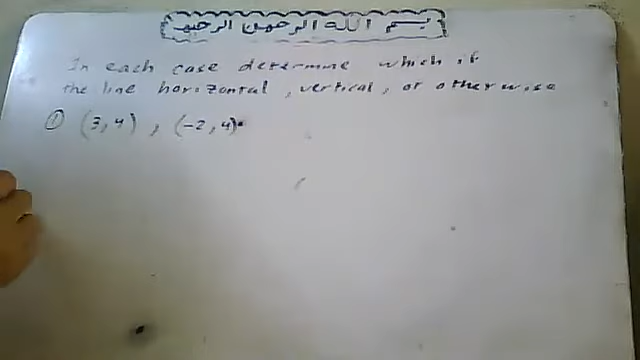 بسم الله الرحمن الرحيم
In each case determine which if
the line horizontal, vertical, or otherwise
① (3, 4) , (-2, 4)